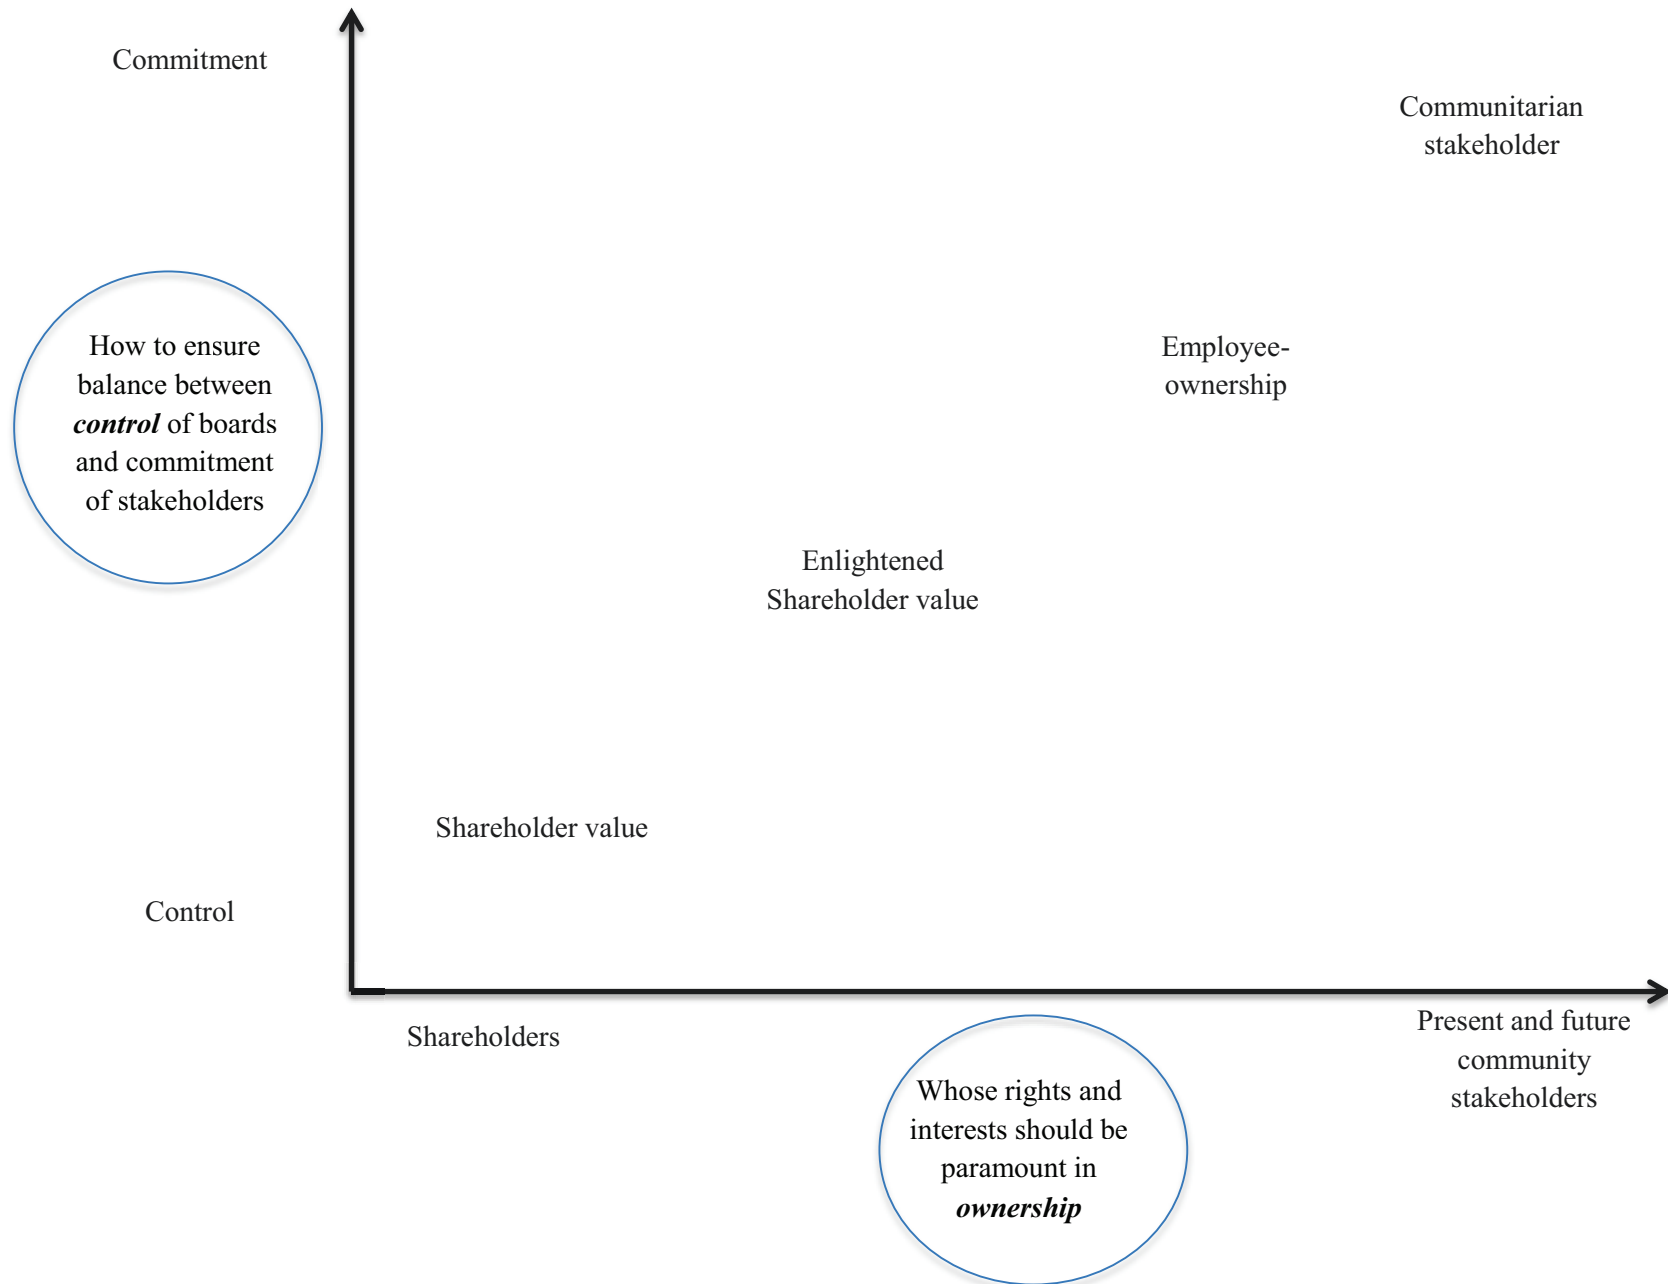 Commitment
Communitarian
stakeholder
How to ensure
balance between
control of boards
and commitment
of stakeholders
Employee-
ownership
Enlightened
Shareholder value
Shareholder value
Control
Shareholders
Present and future
community
stakeholders
Whose rights and
interests should be
paramount in
ownership